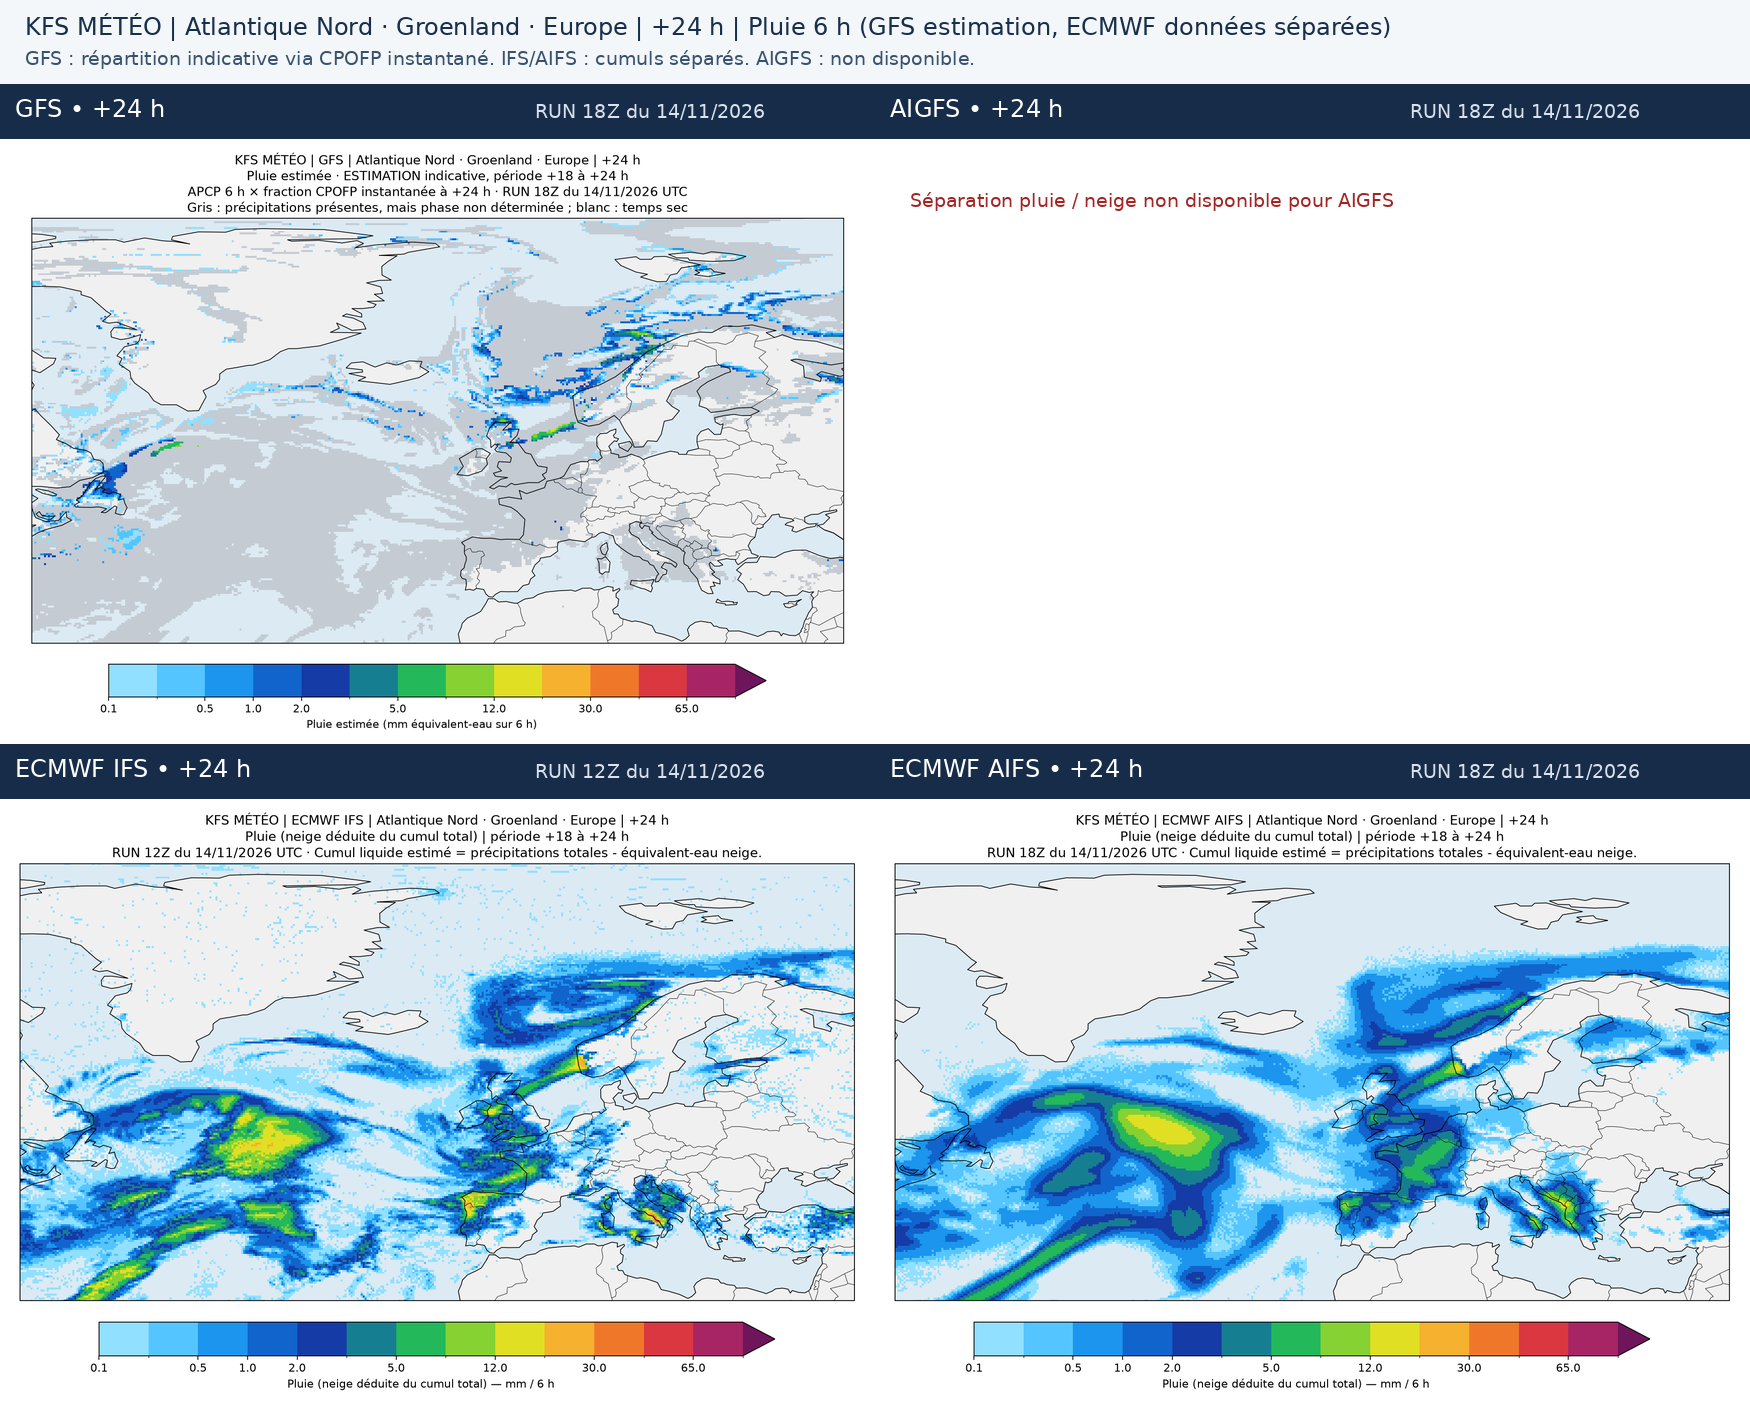 KFS MÉTÉO | Atlantique Nord · Groenland · Europe | +24 h | Pluie 6 h (GFS estimation, ECMWF données séparées)
GFS : répartition indicative via CPOFP instantané. IFS/AIFS : cumuls séparés. AIGFS : non disponible.
GFS • +24 h
RUN 18Z du 14/11/2026
KFS MÉTÉO | GFS | Atlantique Nord · Groenland · Europe | +24 h
Pluie estimée · ESTIMATION indicative, période +18 à +24 h
APCP 6 h × fraction CPOFP instantanée à +24 h · RUN 18Z du 14/11/2026 UTC
Gris : précipitations présentes, mais phase non déterminée ; blanc : temps sec
0.1 0.5 1.0 2.0 5.0 12.0 30.0 65.0
Pluie estimée (mm équivalent-eau sur 6 h)
AIGFS • +24 h
RUN 18Z du 14/11/2026
Séparation pluie / neige non disponible pour AIGFS
ECMWF IFS • +24 h
RUN 12Z du 14/11/2026
KFS MÉTÉO | ECMWF IFS | Atlantique Nord · Groenland · Europe | +24 h
Pluie (neige déduite du cumul total) | période +18 à +24 h
RUN 12Z du 14/11/2026 UTC · Cumul liquide estimé = précipitations totales - équivalent-eau neige.
0.1 0.5 1.0 2.0 5.0 12.0 30.0 65.0
Pluie (neige déduite du cumul total) — mm / 6 h
ECMWF AIFS • +24 h
RUN 18Z du 14/11/2026
KFS MÉTÉO | ECMWF AIFS | Atlantique Nord · Groenland · Europe | +24 h
Pluie (neige déduite du cumul total) | période +18 à +24 h
RUN 18Z du 14/11/2026 UTC · Cumul liquide estimé = précipitations totales - équivalent-eau neige.
0.1 0.5 1.0 2.0 5.0 12.0 30.0 65.0
Pluie (neige déduite du cumul total) — mm / 6 h